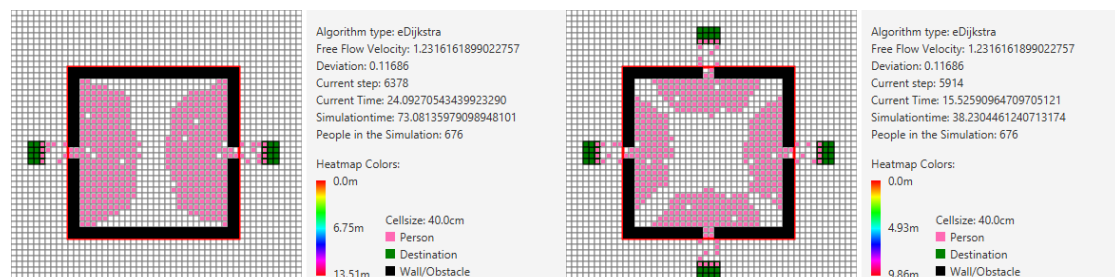 Algorithm type: eDijkstra
Free Flow Velocity: 1.2316161899022757
Deviation: 0.11686
Current step: 6378
Current Time: 24.09270543439923290
Simulationtime: 73.08135979098948101
People in the Simulation: 676
Heatmap Colors:
0.0m
6.75m
13.51m
Cellsize: 40.0cm
Person
Destination
Wall/Obstacle
Algorithm type: eDijkstra
Free Flow Velocity: 1.2316161899022757
Deviation: 0.11686
Current step: 5914
Current Time: 15.52590964709705121
Simulationtime: 38.2304461240713174
People in the Simulation: 676
Heatmap Colors:
0.0m
4.93m
9.86m
Cellsize: 40.0cm
Person
Destination
Wall/Obstacle